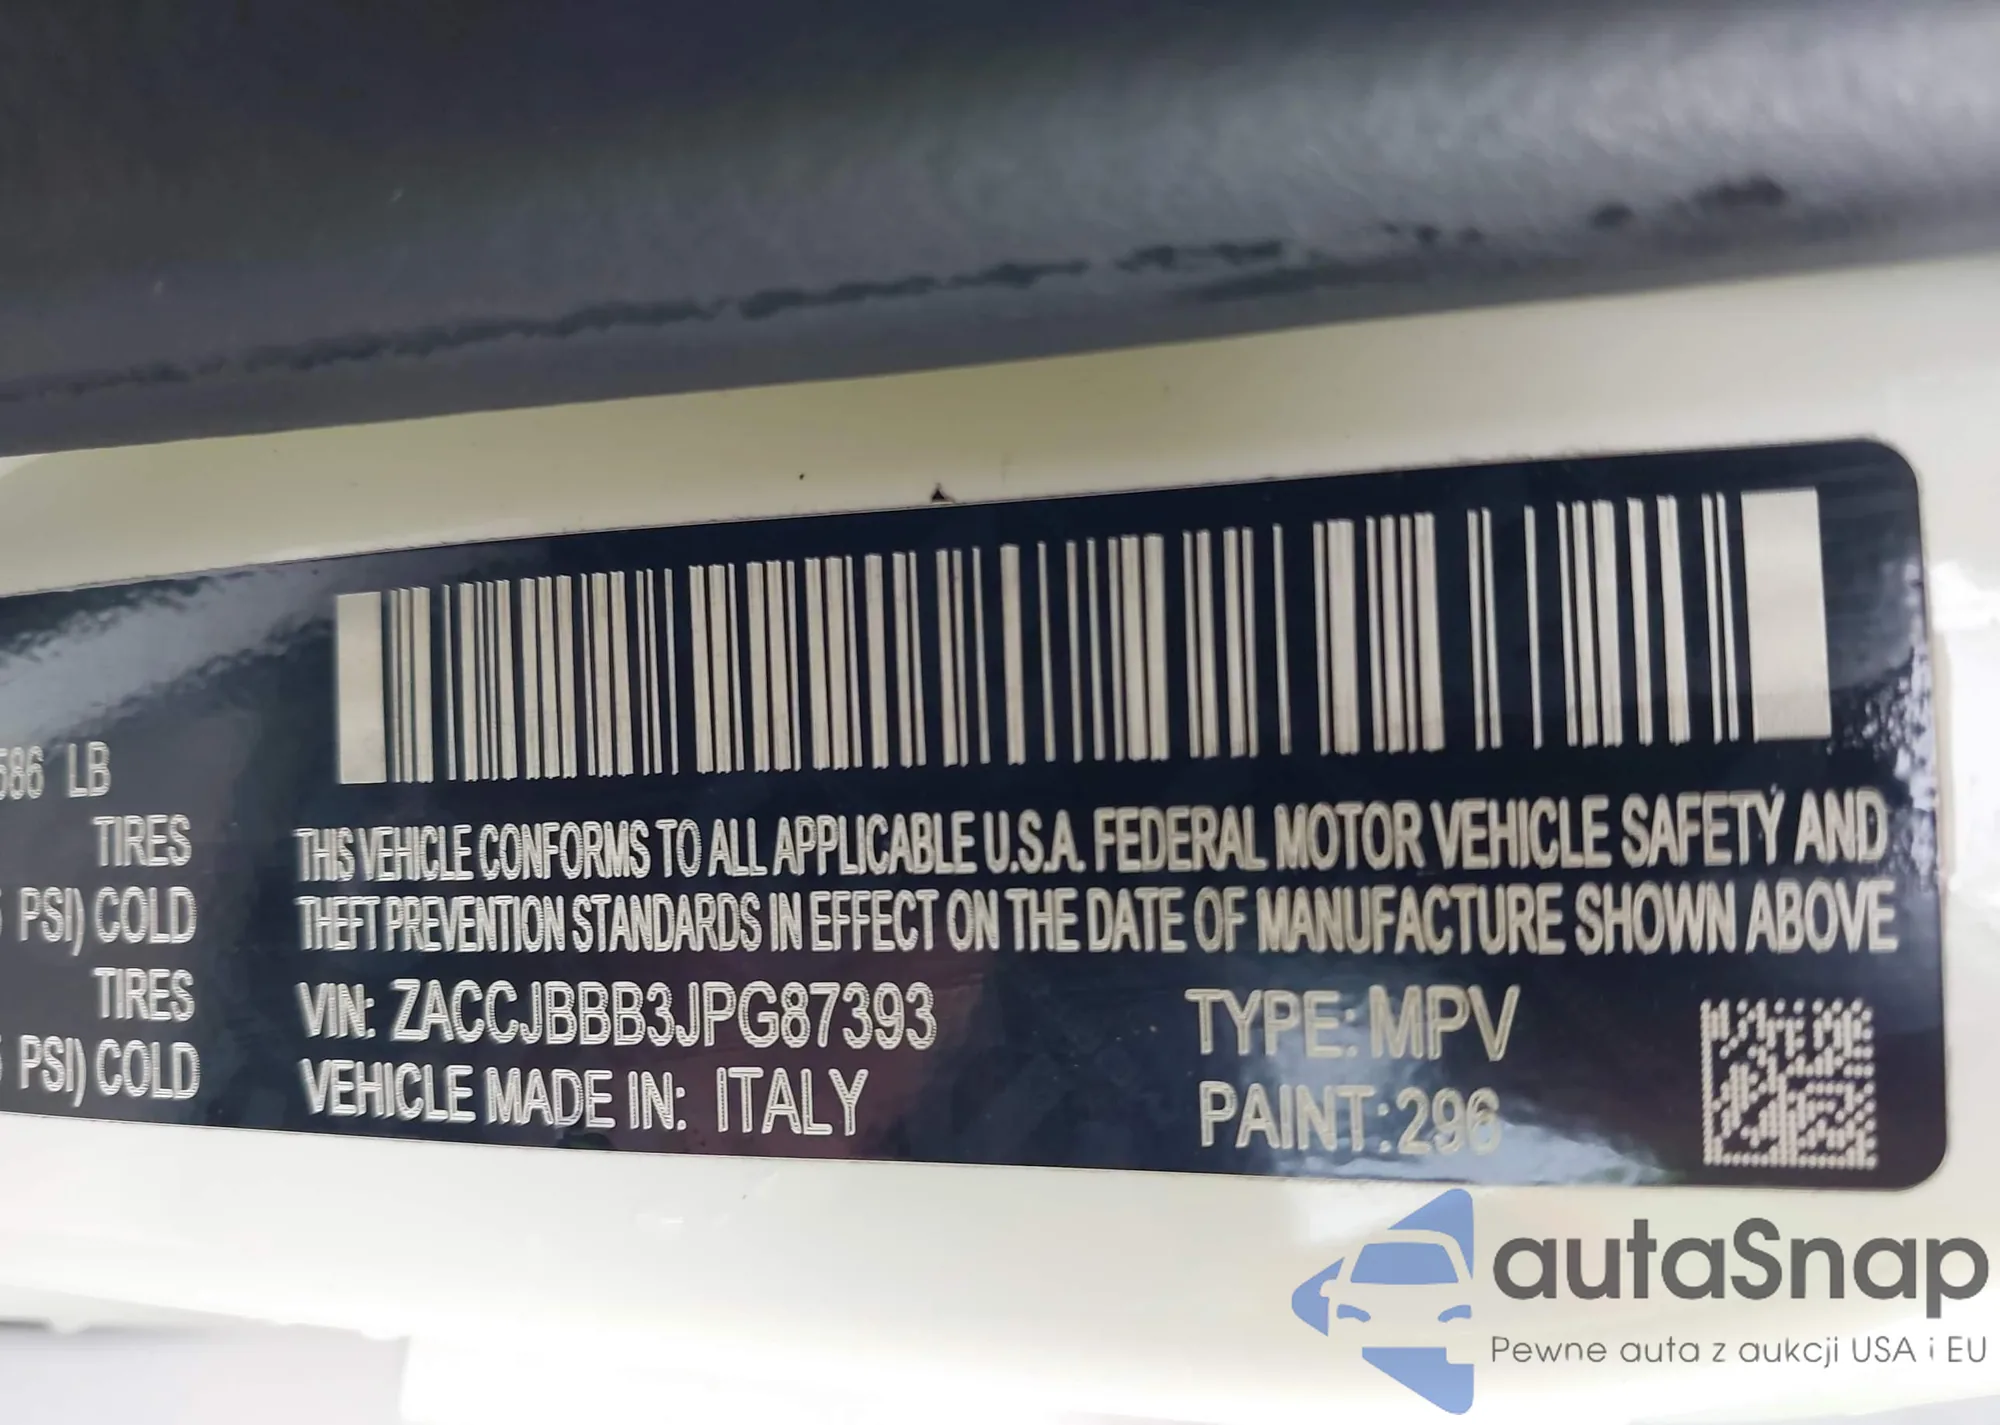 586 LB
TIRES
PSI) COLD
TIRES
PSI) COLD
THIS VEHICLE CONFORMS TO ALL APPLICABLE U.S.A. FEDERAL MOTOR VEHICLE SAFETY AND
THEFT PREVENTION STANDARDS IN EFFECT ON THE DATE OF MANUFACTURE SHOWN ABOVE
VIN: ZACCJBBB3JPG87393
TYPE: MPV
VEHICLE MADE IN: ITALY
PAINT: 296
autaSnap
Pewne auta z aukcji USA i EU